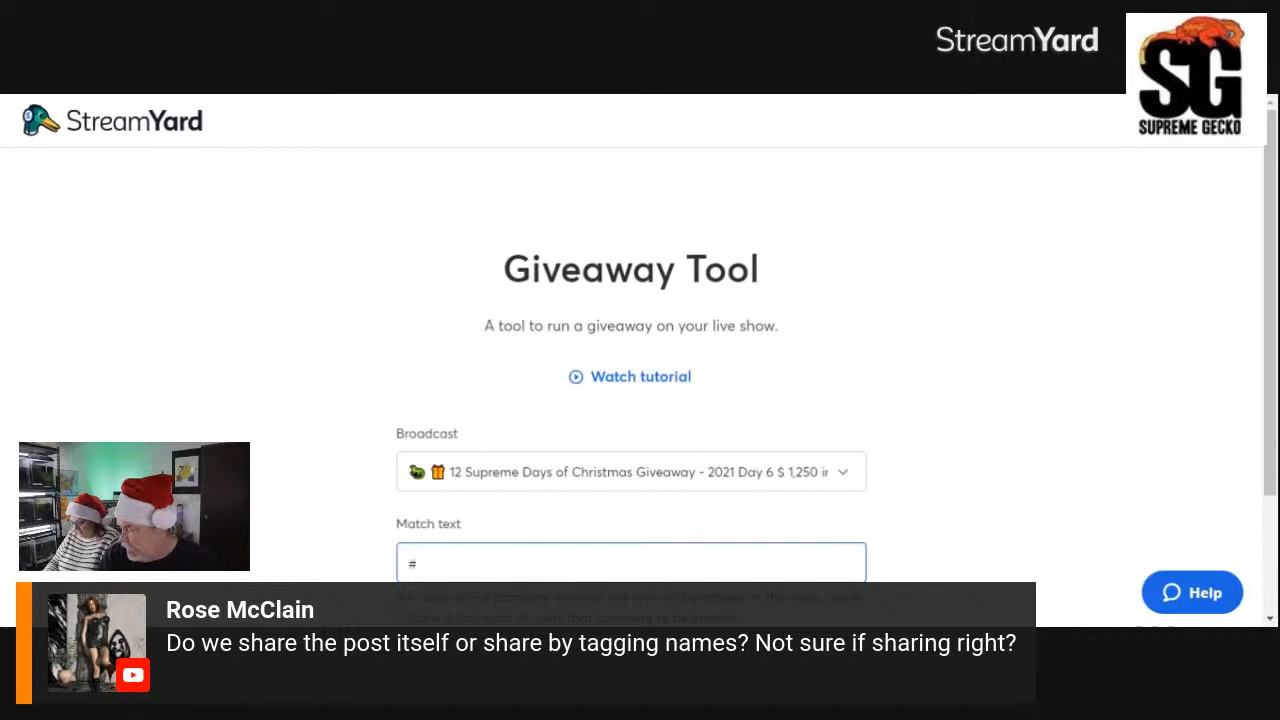 StreamYard
SG
SUPREME GECKO
StreamYard
Giveaway Tool
A tool to run a giveaway on your live show.
Watch tutorial
Broadcast
12 Supreme Days of Christmas Giveaway - 2021 Day 6 $ 1,250 in
Match text
#
Help
Rose McClain
Do we share the post itself or share by tagging names? Not sure if sharing right?